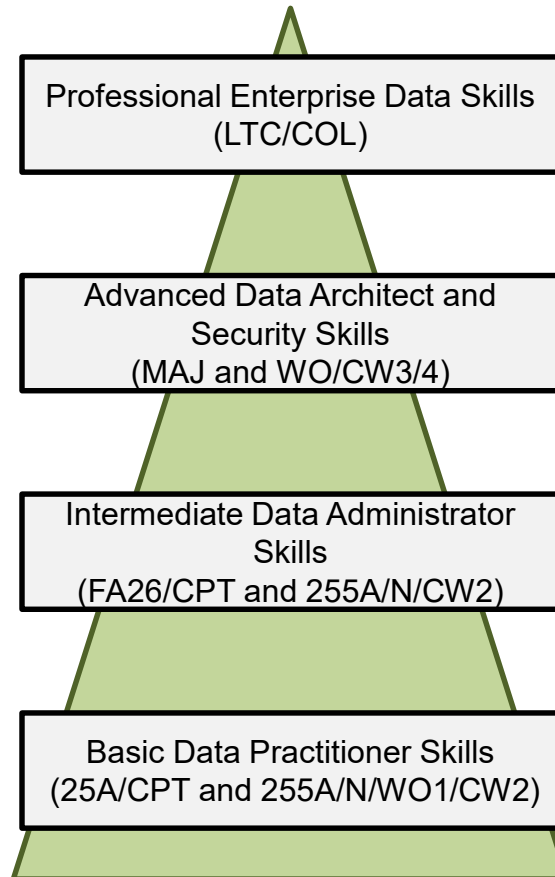 Professional Enterprise Data Skills
(LTC/COL)
Advanced Data Architect and
Security Skills
(MAJ and WO/CW3/4)
Intermediate Data Administrator
Skills
(FA26/CPT and 255A/N/CW2)
Basic Data Practitioner Skills
(25A/CPT and 255A/N/WO1/CW2)